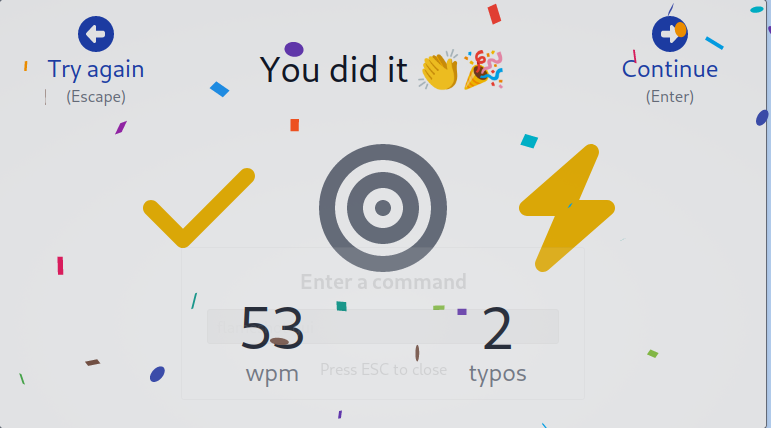 Try again
(Escape)
You did it 👏🎉
Continue
(Enter)
Enter a command
53
wpm
2
typos
Press ESC to close